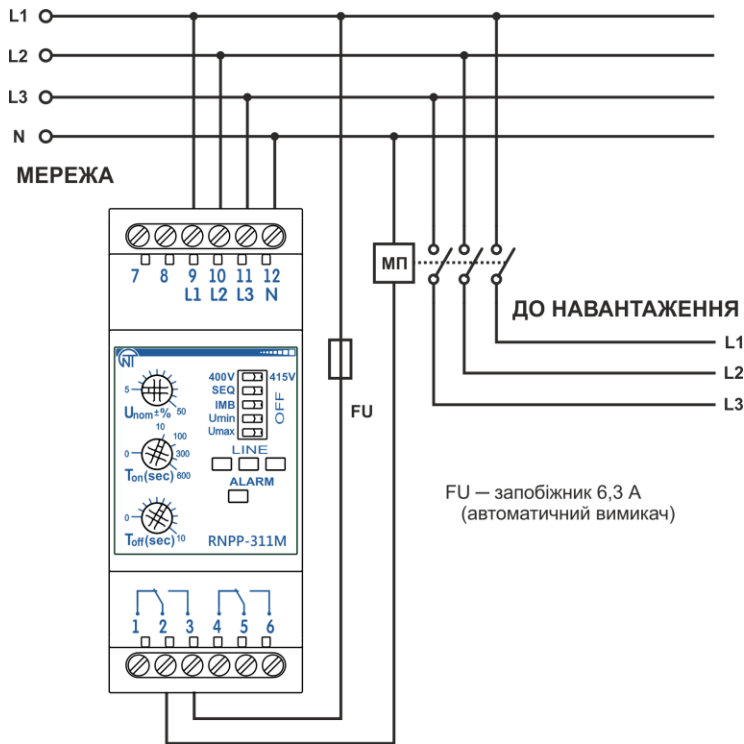 L1
L2
L3
N
МЕРЕЖА
7 8 9 10 11 12
L1 L2 L3 N
МП
ДО НАВАНТАЖЕННЯ
L1
L2
L3
NT
5
50
Unom±%
400V 415V
SEQ
IMB
Umin
Umax
OFF
FU
10
100
0
300
600
Ton(sec)
LINE
ALARM
0
10
Toff(sec)
RNPP-311M
FU — запобіжник 6,3 А
(автоматичний вимикач)
1 2 3 4 5 6